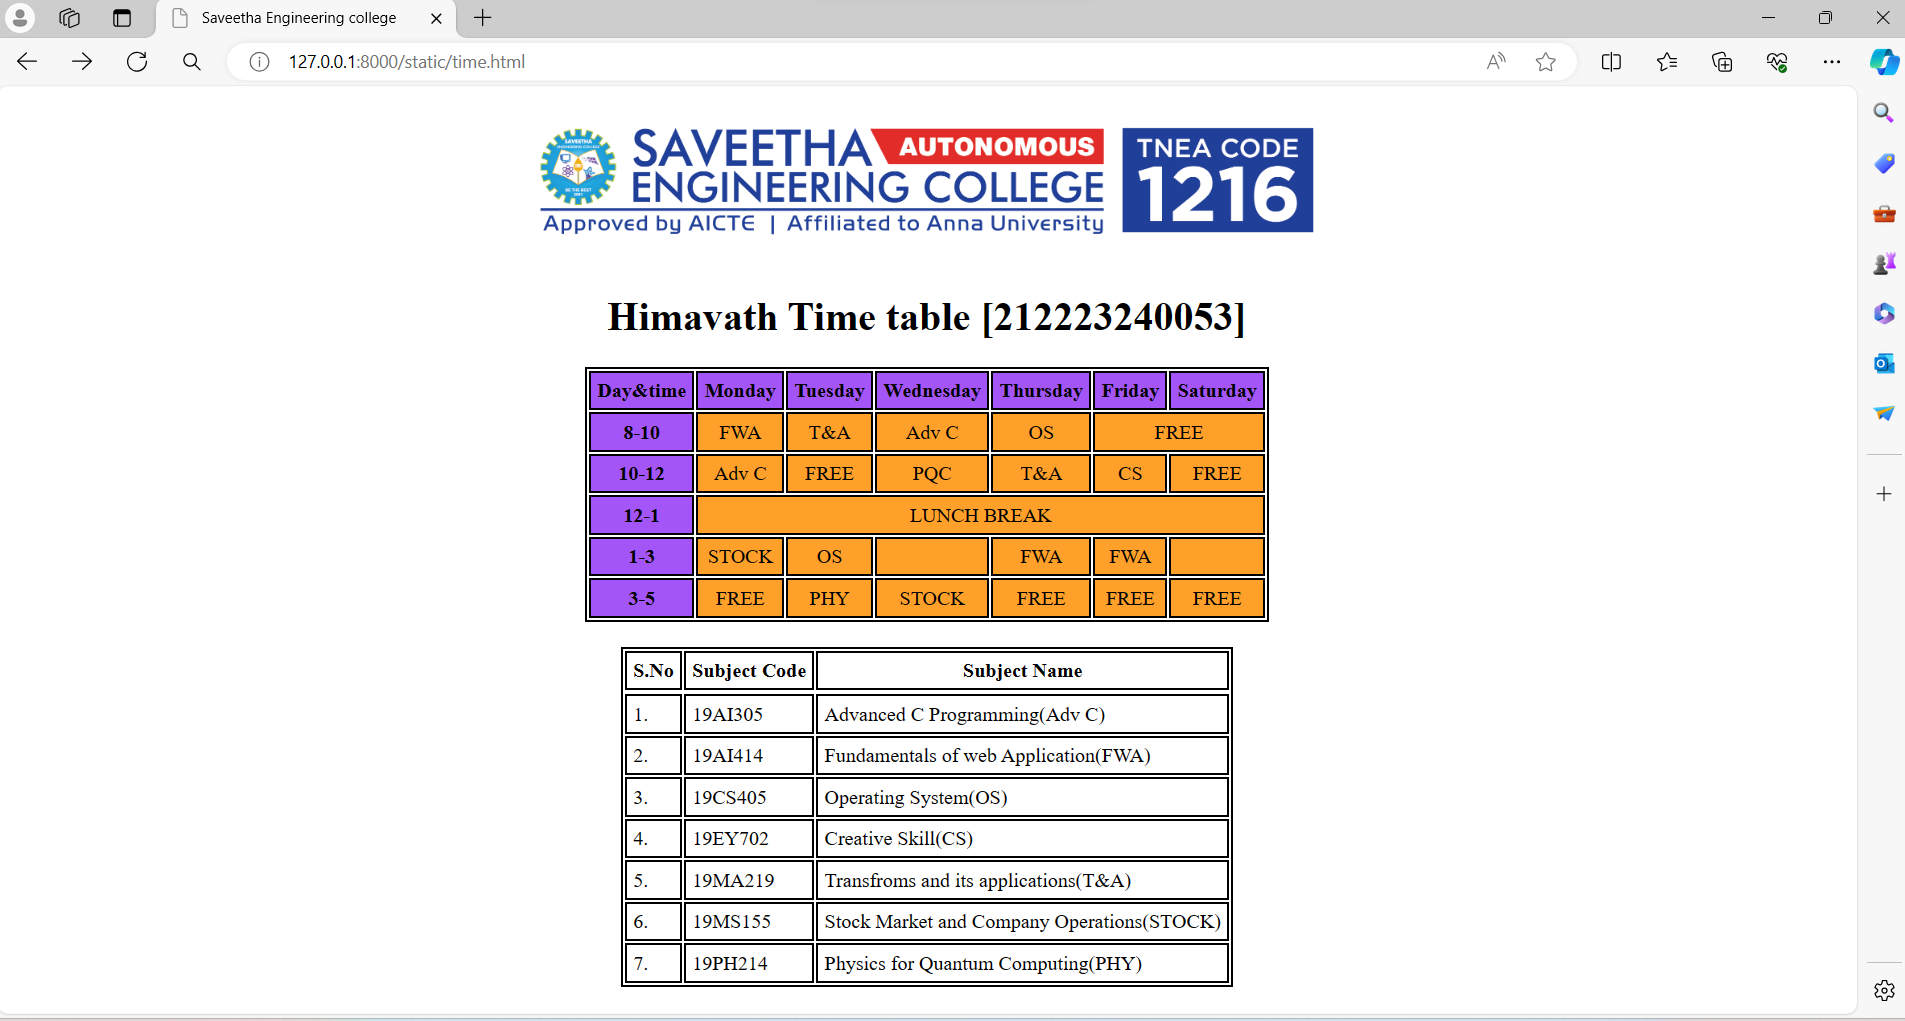 Saveetha Engineering college
127.0.0.1:8000/static/time.html
SAVEETHA AUTONOMOUS
ENGINEERING COLLEGE
Approved by AICTE | Affiliated to Anna University
TNEA CODE
1216
SAVEETHA
Himavath Time table [212223240053]
Day&time Monday Tuesday Wednesday Thursday Friday Saturday
8-10 FWA T&A Adv C OS FREE
10-12 Adv C FREE PQC T&A CS FREE
12-1 LUNCH BREAK
1-3 STOCK OS FWA FWA
3-5 FREE PHY STOCK FREE FREE FREE
S.No Subject Code Subject Name
1. 19AI305 Advanced C Programming(Adv C)
2. 19AI414 Fundamentals of web Application(FWA)
3. 19CS405 Operating System(OS)
4. 19EY702 Creative Skill(CS)
5. 19MA219 Transfroms and its applications(T&A)
6. 19MS155 Stock Market and Company Operations(STOCK)
7. 19PH214 Physics for Quantum Computing(PHY)